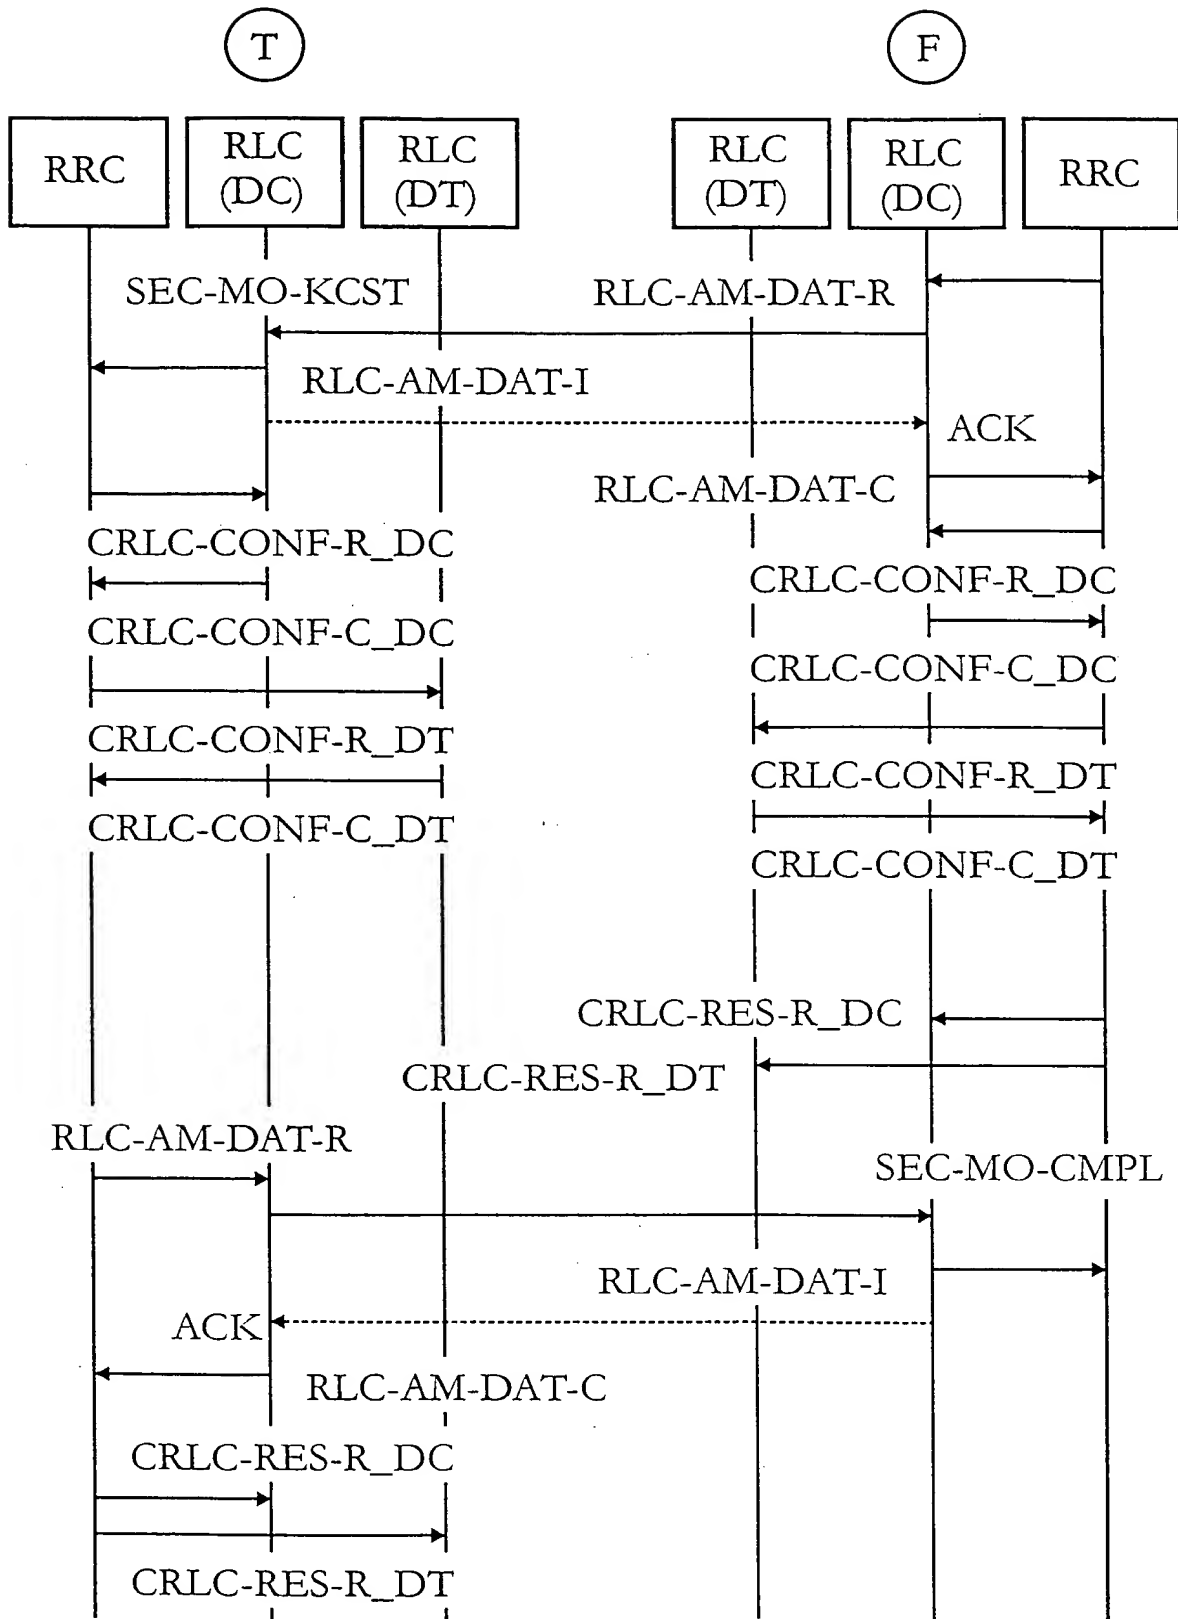 T
F
RRC
RLC
(DC)
RLC
(DT)
RLC
(DT)
RLC
(DC)
RRC
SEC-MO-KCST
RLC-AM-DAT-R
RLC-AM-DAT-I
ACK
RLC-AM-DAT-C
CRLC-CONF-R_DC
CRLC-CONF-R_DC
CRLC-CONF-C_DC
CRLC-CONF-C_DC
CRLC-CONF-R_DT
CRLC-CONF-R_DT
CRLC-CONF-C_DT
CRLC-CONF-C_DT
CRLC-RES-R_DC
CRLC-RES-R_DT
RLC-AM-DAT-R
SEC-MO-CMPL
RLC-AM-DAT-I
ACK
RLC-AM-DAT-C
CRLC-RES-R_DC
CRLC-RES-R_DT